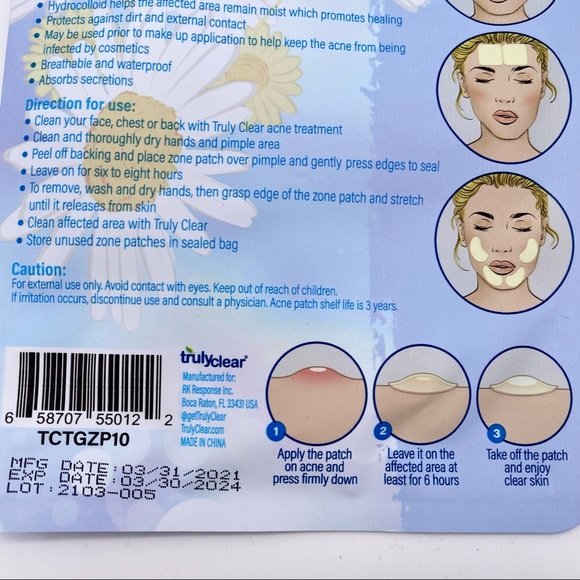 • Hydrocolloid helps the affected area remain moist which promotes healing
• Protects against dirt and external contact
• May be used prior to make up application to help keep the acne from being
infected by cosmetics
• Breathable and waterproof
• Absorbs secretions
Direction for use:
• Clean your face, chest or back with Truly Clear acne treatment
• Clean and thoroughly dry hands and pimple area
• Peel off backing and place zone patch over pimple and gently press edges to seal
• Leave on for six to eight hours
• To remove, wash and dry hands, then grasp edge of the zone patch and stretch
until it releases from skin
• Clean affected area with Truly Clear
• Store unused zone patches in sealed bag
Caution:
For external use only. Avoid contact with eyes. Keep out of reach of children.
If irritation occurs, discontinue use and consult a physician. Acne patch shelf life is 3 years.
6 58707 55012 2
TCTGZP10
MFG DATE:03/31/2021
EXP DATE:03/30/2024
LOT:2103-005
trulyclear
Manufactured for:
RK Response Inc.
Boca Raton, FL 33431 USA
@getTrulyClear
TrulyClear.com
MADE IN CHINA
1
Apply the patch
on acne and
press firmly down
2
Leave it on the
affected area at
least for 6 hours
3
Take off the patch
and enjoy
clear skin